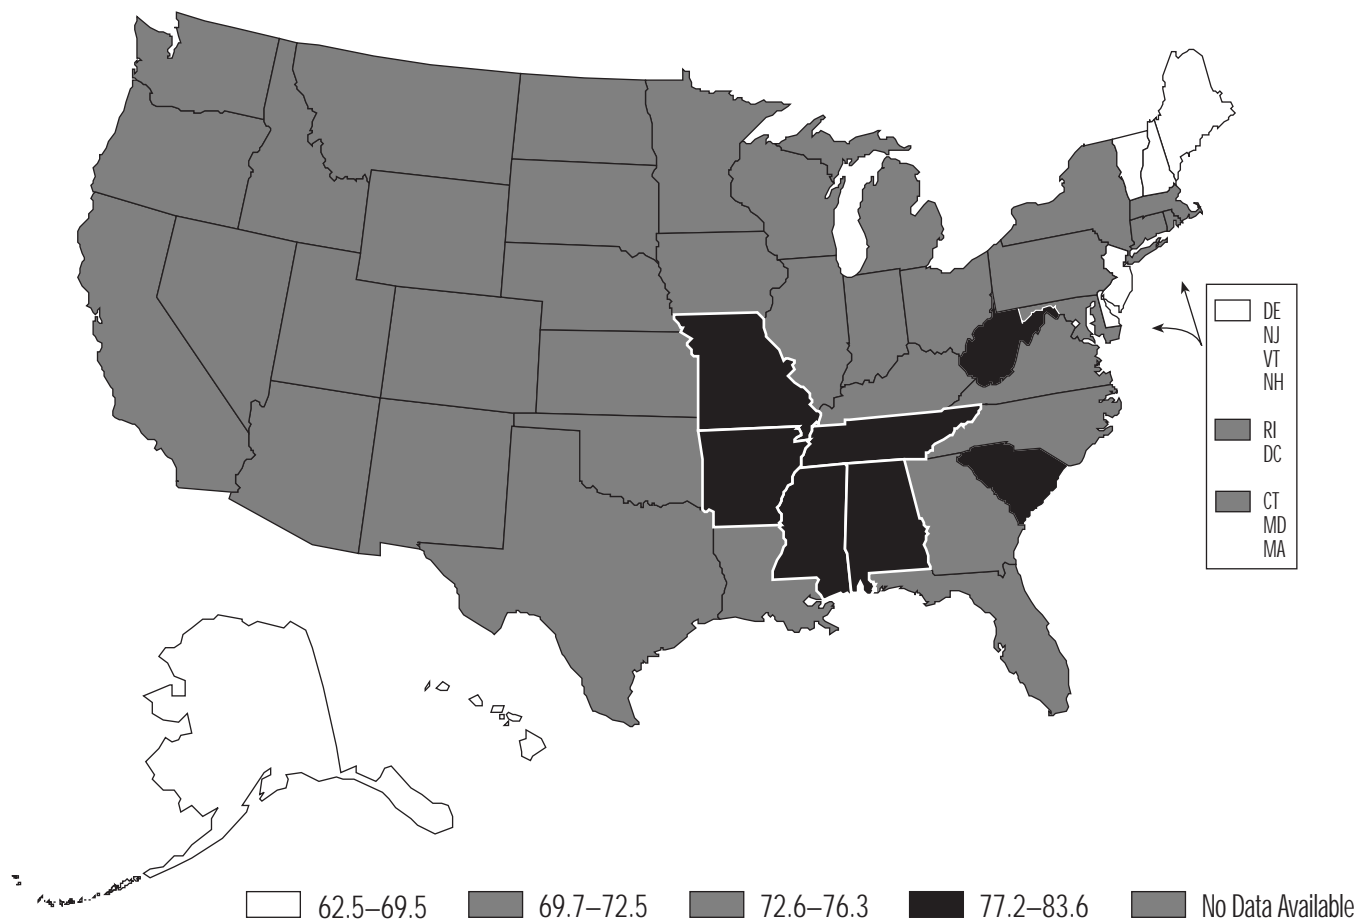 DE
NJ
VT
NH
RI
DC
CT
MD
MA
62.5–69.5
69.7–72.5
72.6–76.3
77.2–83.6
No Data Available